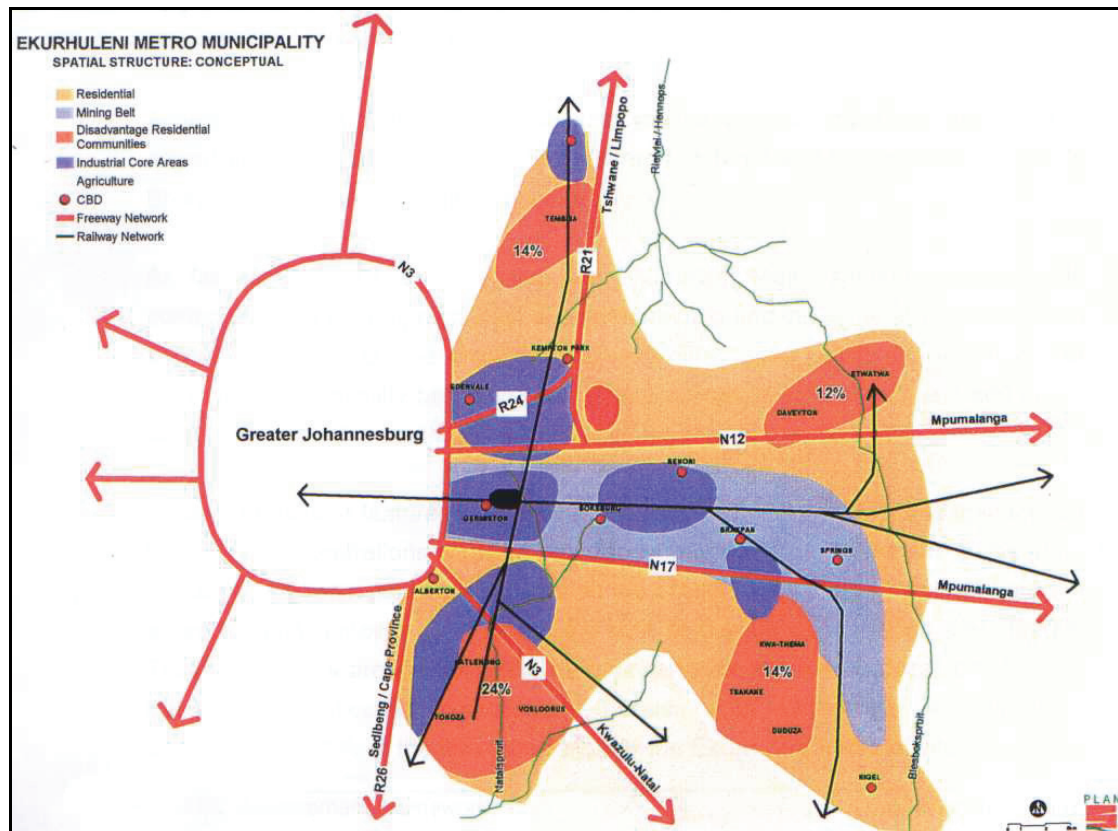 EKURHULENI METRO MUNICIPALITY
SPATIAL STRUCTURE: CONCEPTUAL
Residential
Mining Belt
Disadvantage Residential
Communities
Industrial Core Areas
Agriculture
CBD
Freeway Network
Railway Network
Tshwane / Limpopo
Rietvlei / Hennops
TEMBISA
14%
R21
N3
KEMPTON PARK
EDENVALE
R24
ETWATWA
12%
DAVEYTON
Mpumalanga
Greater Johannesburg
N12
BENONI
GERMISTON
BOKSBURG
BRAKPAN
SPRINGS
N17
Mpumalanga
ALBERTON
Sedibeng / Cape Province
R26
KATLEHONG
N3
24%
TOKOZA
VOSLOORUS
Natalspruit
Kwazulu-Natal
KWA-THEMA
14%
TSAKANE
DUDUZA
Blesbokspruit
NIGEL
PLAN